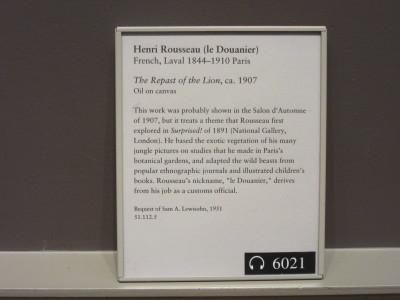 Henri Rousseau (le Douanier)
French, Laval 1844–1910 Paris
The Repast of the Lion, ca. 1907
Oil on canvas
This work was probably shown in the Salon d'Automne
of 1907, but it treats a theme that Rousseau first
explored in Surprised! of 1891 (National Gallery,
London). He based the exotic vegetation of his many
jungle pictures on studies that he made in Paris's
botanical gardens, and adapted the wild beasts from
popular ethnographic journals and illustrated children's
books. Rousseau's nickname, "le Douanier," derives
from his job as a customs official.
Bequest of Sam A. Lewisohn, 1951
51.112.5
6021